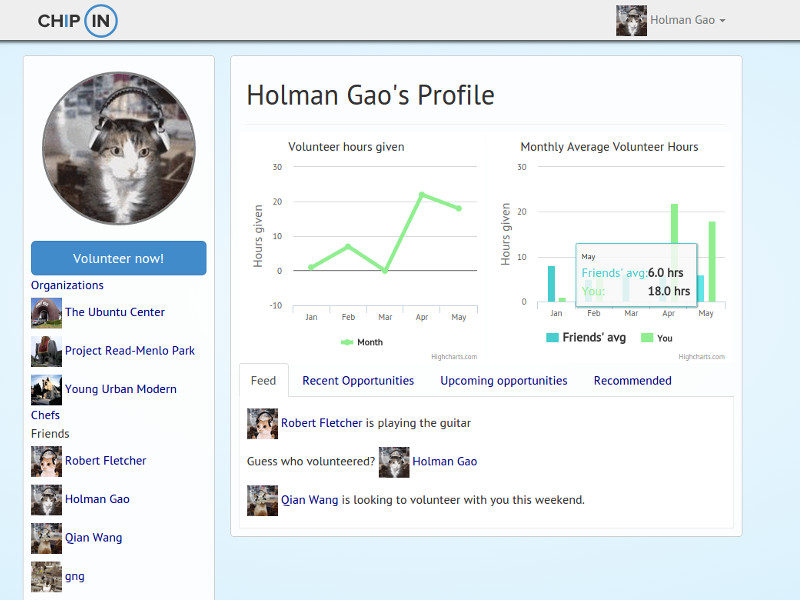 CHIP IN
Holman Gao
Volunteer now!
Organizations
The Ubuntu Center
Project Read-Menlo Park
Young Urban Modern
Chefs
Friends
Robert Fletcher
Holman Gao
Qian Wang
gng
Holman Gao's Profile
Volunteer hours given
Hours given
30
20
10
0
-10
Jan Feb Mar Apr May
Month
Highcharts.com
Monthly Average Volunteer Hours
Hours given
30
20
10
0
May
Friends' avg: 6.0 hrs
You: 18.0 hrs
Jan Feb Mar Apr May
Friends' avg You
Highcharts.com
Feed Recent Opportunities Upcoming opportunities Recommended
Robert Fletcher is playing the guitar
Guess who volunteered? Holman Gao
Qian Wang is looking to volunteer with you this weekend.